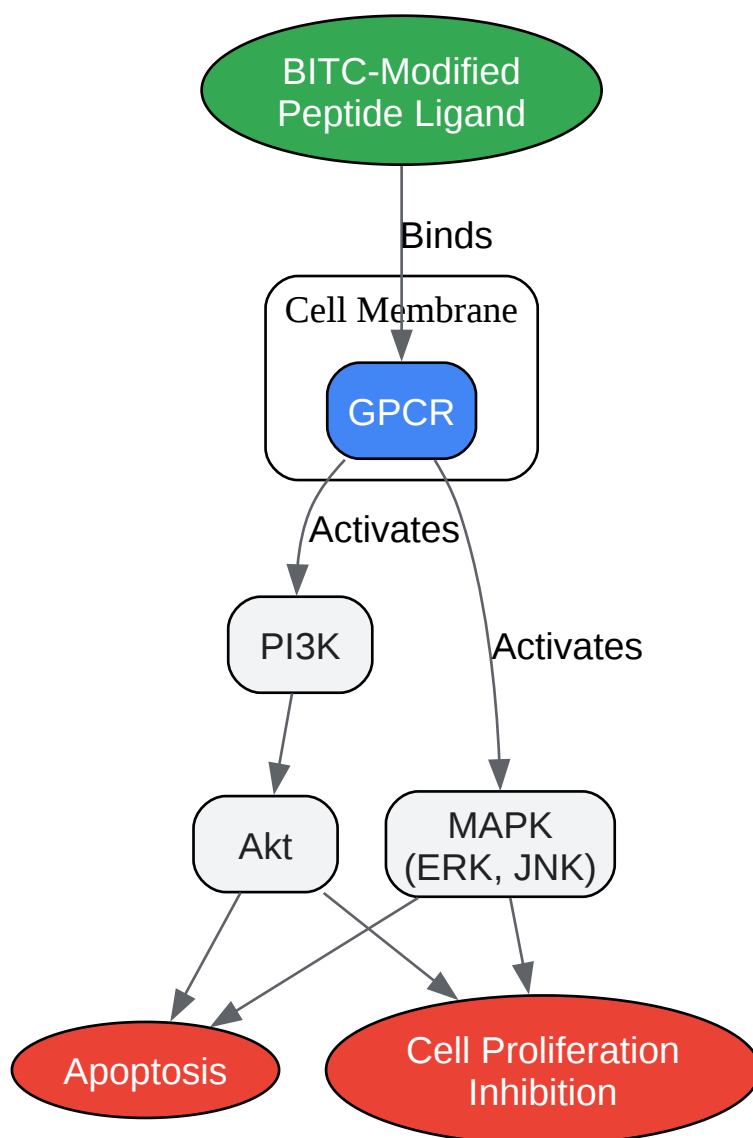 BITC-Modified
Peptide Ligand
Binds
Cell Membrane
GPCR
Activates
PI3K
Activates
Akt
MAPK
(ERK, JNK)
Apoptosis
Cell Proliferation
Inhibition